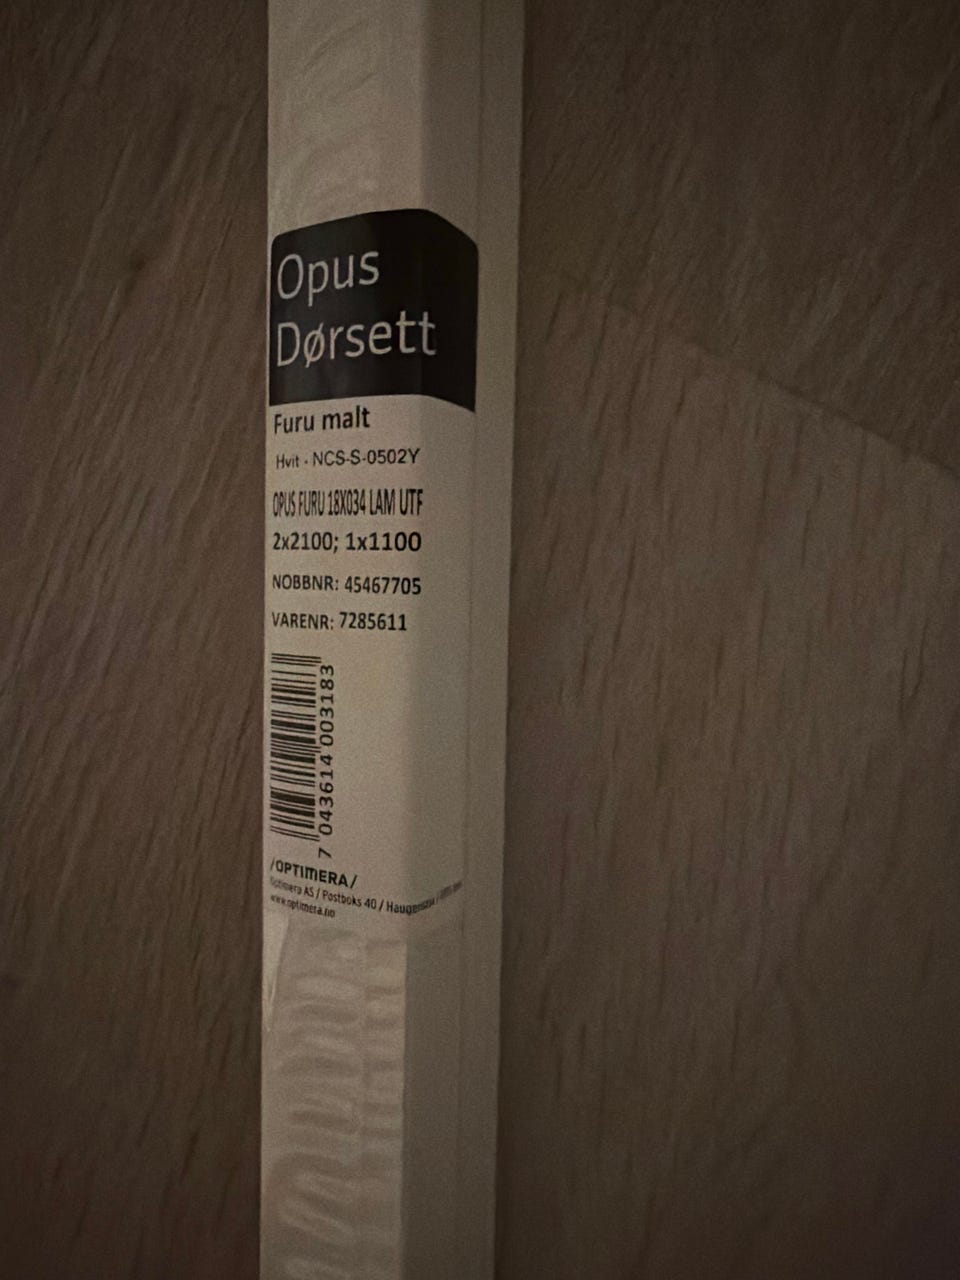 Opus
Dørsett
Furu malt
Hvit - NCS-S-0502Y
OPUS FURU 18X034 LAM UTF
2x2100; 1x1100
NOBBNR: 45467705
VARENR: 7285611
7 043614 003183
/OPTIMERA/
Optimera AS / Postboks 40 / Haugenstua /
www.optimera.no